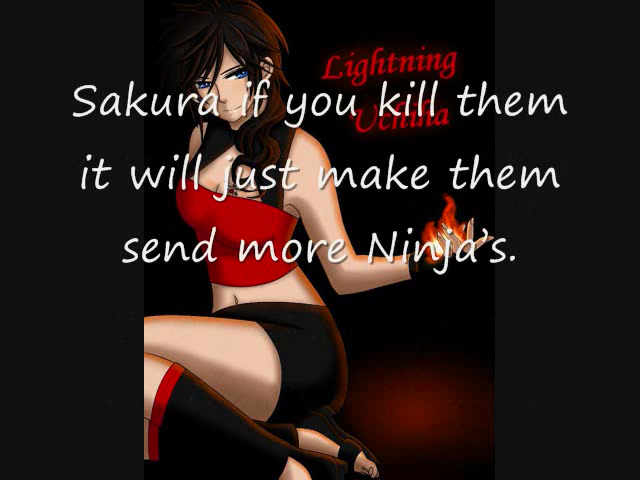 Lightning
Uchiha
Sakura if you kill them
it will just make them
send more Ninja's.